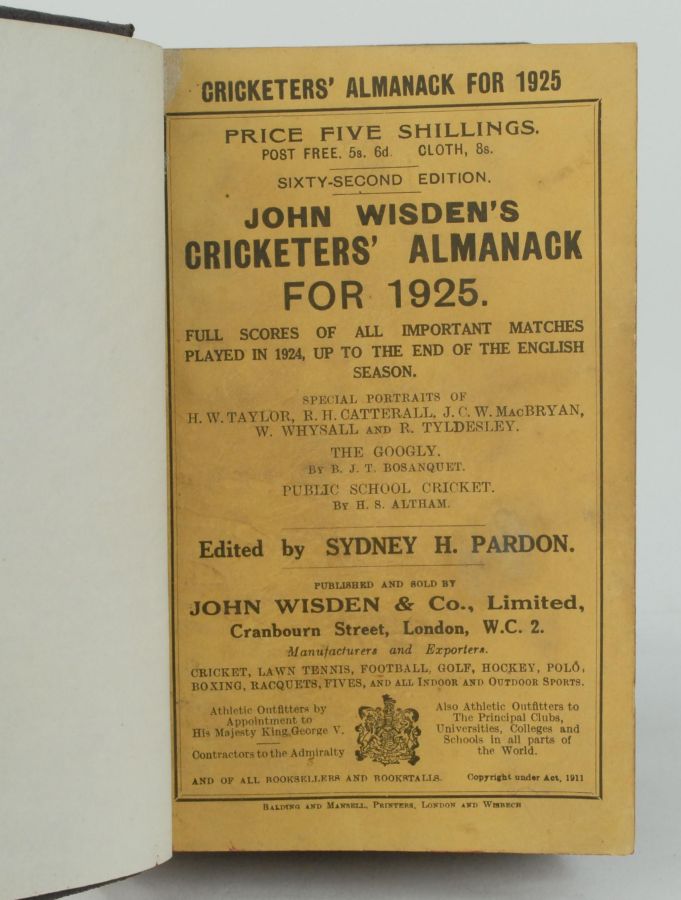 CRICKETERS' ALMANACK FOR 1925
PRICE FIVE SHILLINGS.
POST FREE. 5s. 6d. CLOTH, 8s.
SIXTY-SECOND EDITION.
JOHN WISDEN'S
CRICKETERS' ALMANACK
FOR 1925.
FULL SCORES OF ALL IMPORTANT MATCHES
PLAYED IN 1924, UP TO THE END OF THE ENGLISH
SEASON.
SPECIAL PORTRAITS OF
H. W. TAYLOR, R. H. CATTERALL, J. C. W. MACBRYAN,
W. WHYSALL AND R. TYLDESLEY.
THE GOOGLY.
BY B. J. T. BOSANQUET.
PUBLIC SCHOOL CRICKET.
BY H. S. ALTHAM.
Edited by SYDNEY H. PARDON.
PUBLISHED AND SOLD BY
JOHN WISDEN & Co., Limited,
Cranbourn Street, London, W.C. 2.
Manufacturers and Exporters.
CRICKET, LAWN TENNIS, FOOTBALL, GOLF, HOCKEY, POLO,
BOXING, RACQUETS, FIVES, AND ALL INDOOR AND OUTDOOR SPORTS.
Athletic Outfitters by
Appointment to
His Majesty King George V.
Contractors to the Admiralty
Also Athletic Outfitters to
The Principal Clubs,
Universities, Colleges and
Schools in all parts of
the World.
AND OF ALL BOOKSELLERS AND BOOKSTALLS. Copyright under Act, 1911
BALDING AND MANSELL, PRINTERS, LONDON AND WISBECH